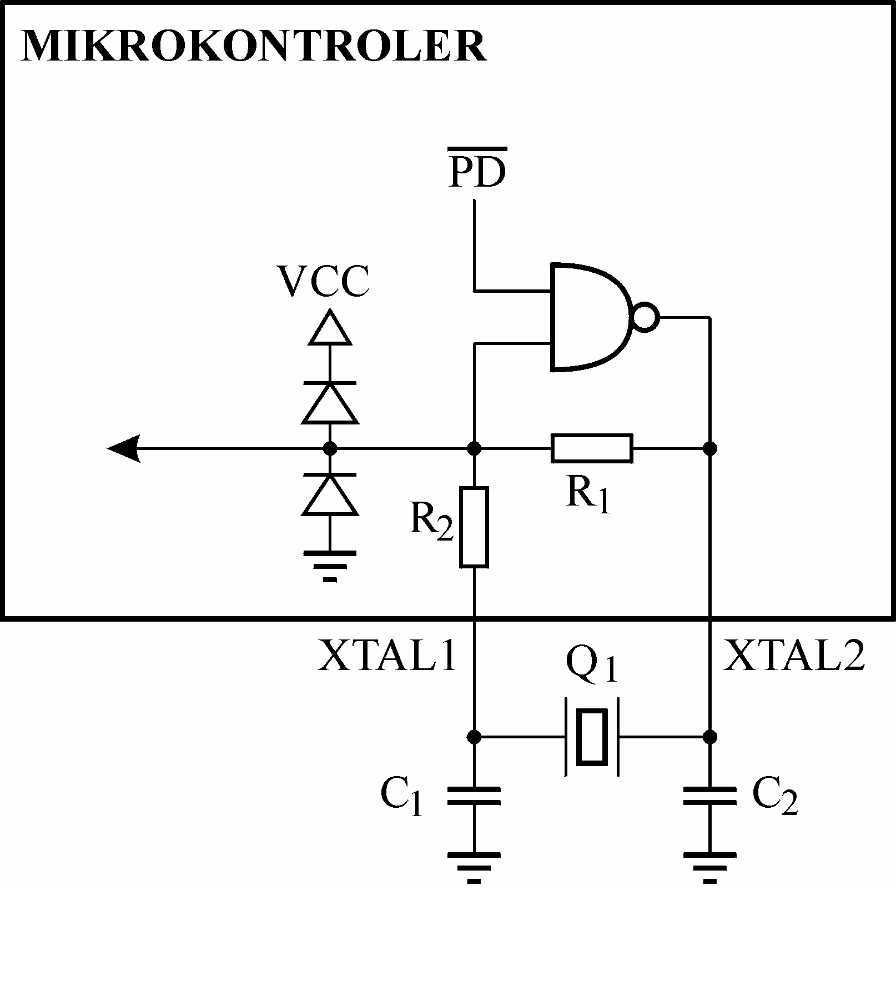 MIKROKONTROLER
PD
VCC
R1
R2
XTAL1
Q1
XTAL2
C1
C2